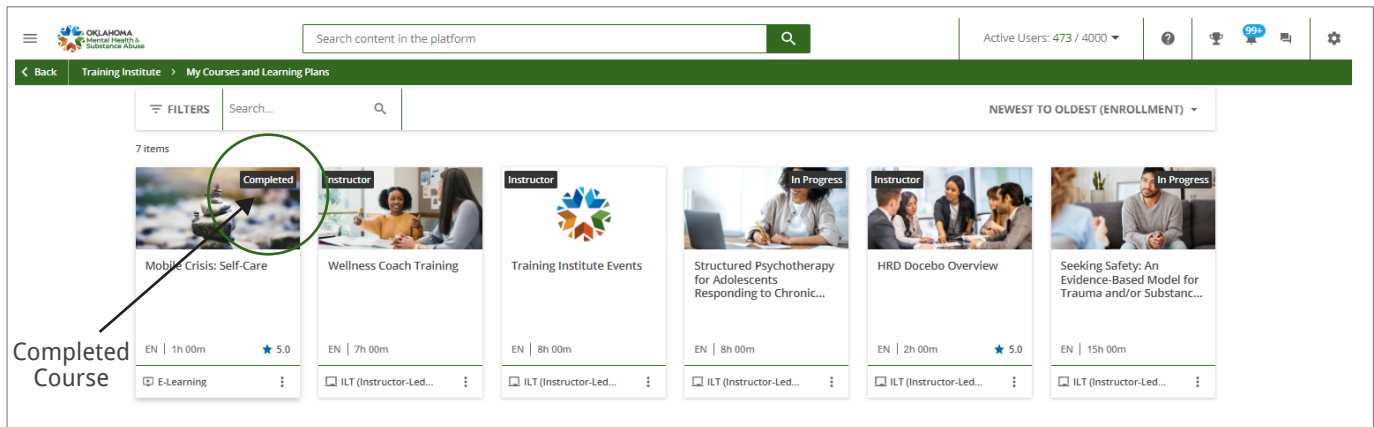 OKLAHOMA
Mental Health &
Substance Abuse
Search content in the platform
Active Users: 473 / 4000
99+
Back
Training Institute > My Courses and Learning Plans
FILTERS
Search...
NEWEST TO OLDEST (ENROLLMENT)
7 items
Completed
Mobile Crisis: Self-Care
EN | 1h 00m
5.0
E-Learning
Instructor
Wellness Coach Training
EN | 7h 00m
ILT (Instructor-Led...
Instructor
Training Institute Events
EN | 8h 00m
ILT (Instructor-Led...
In Progress
Structured Psychotherapy
for Adolescents
Responding to Chronic...
EN | 8h 00m
ILT (Instructor-Led...
Instructor
HRD Docebo Overview
EN | 2h 00m
5.0
ILT (Instructor-Led...
In Progress
Seeking Safety: An
Evidence-Based Model for
Trauma and/or Substanc...
EN | 15h 00m
ILT (Instructor-Led...
Completed
Course